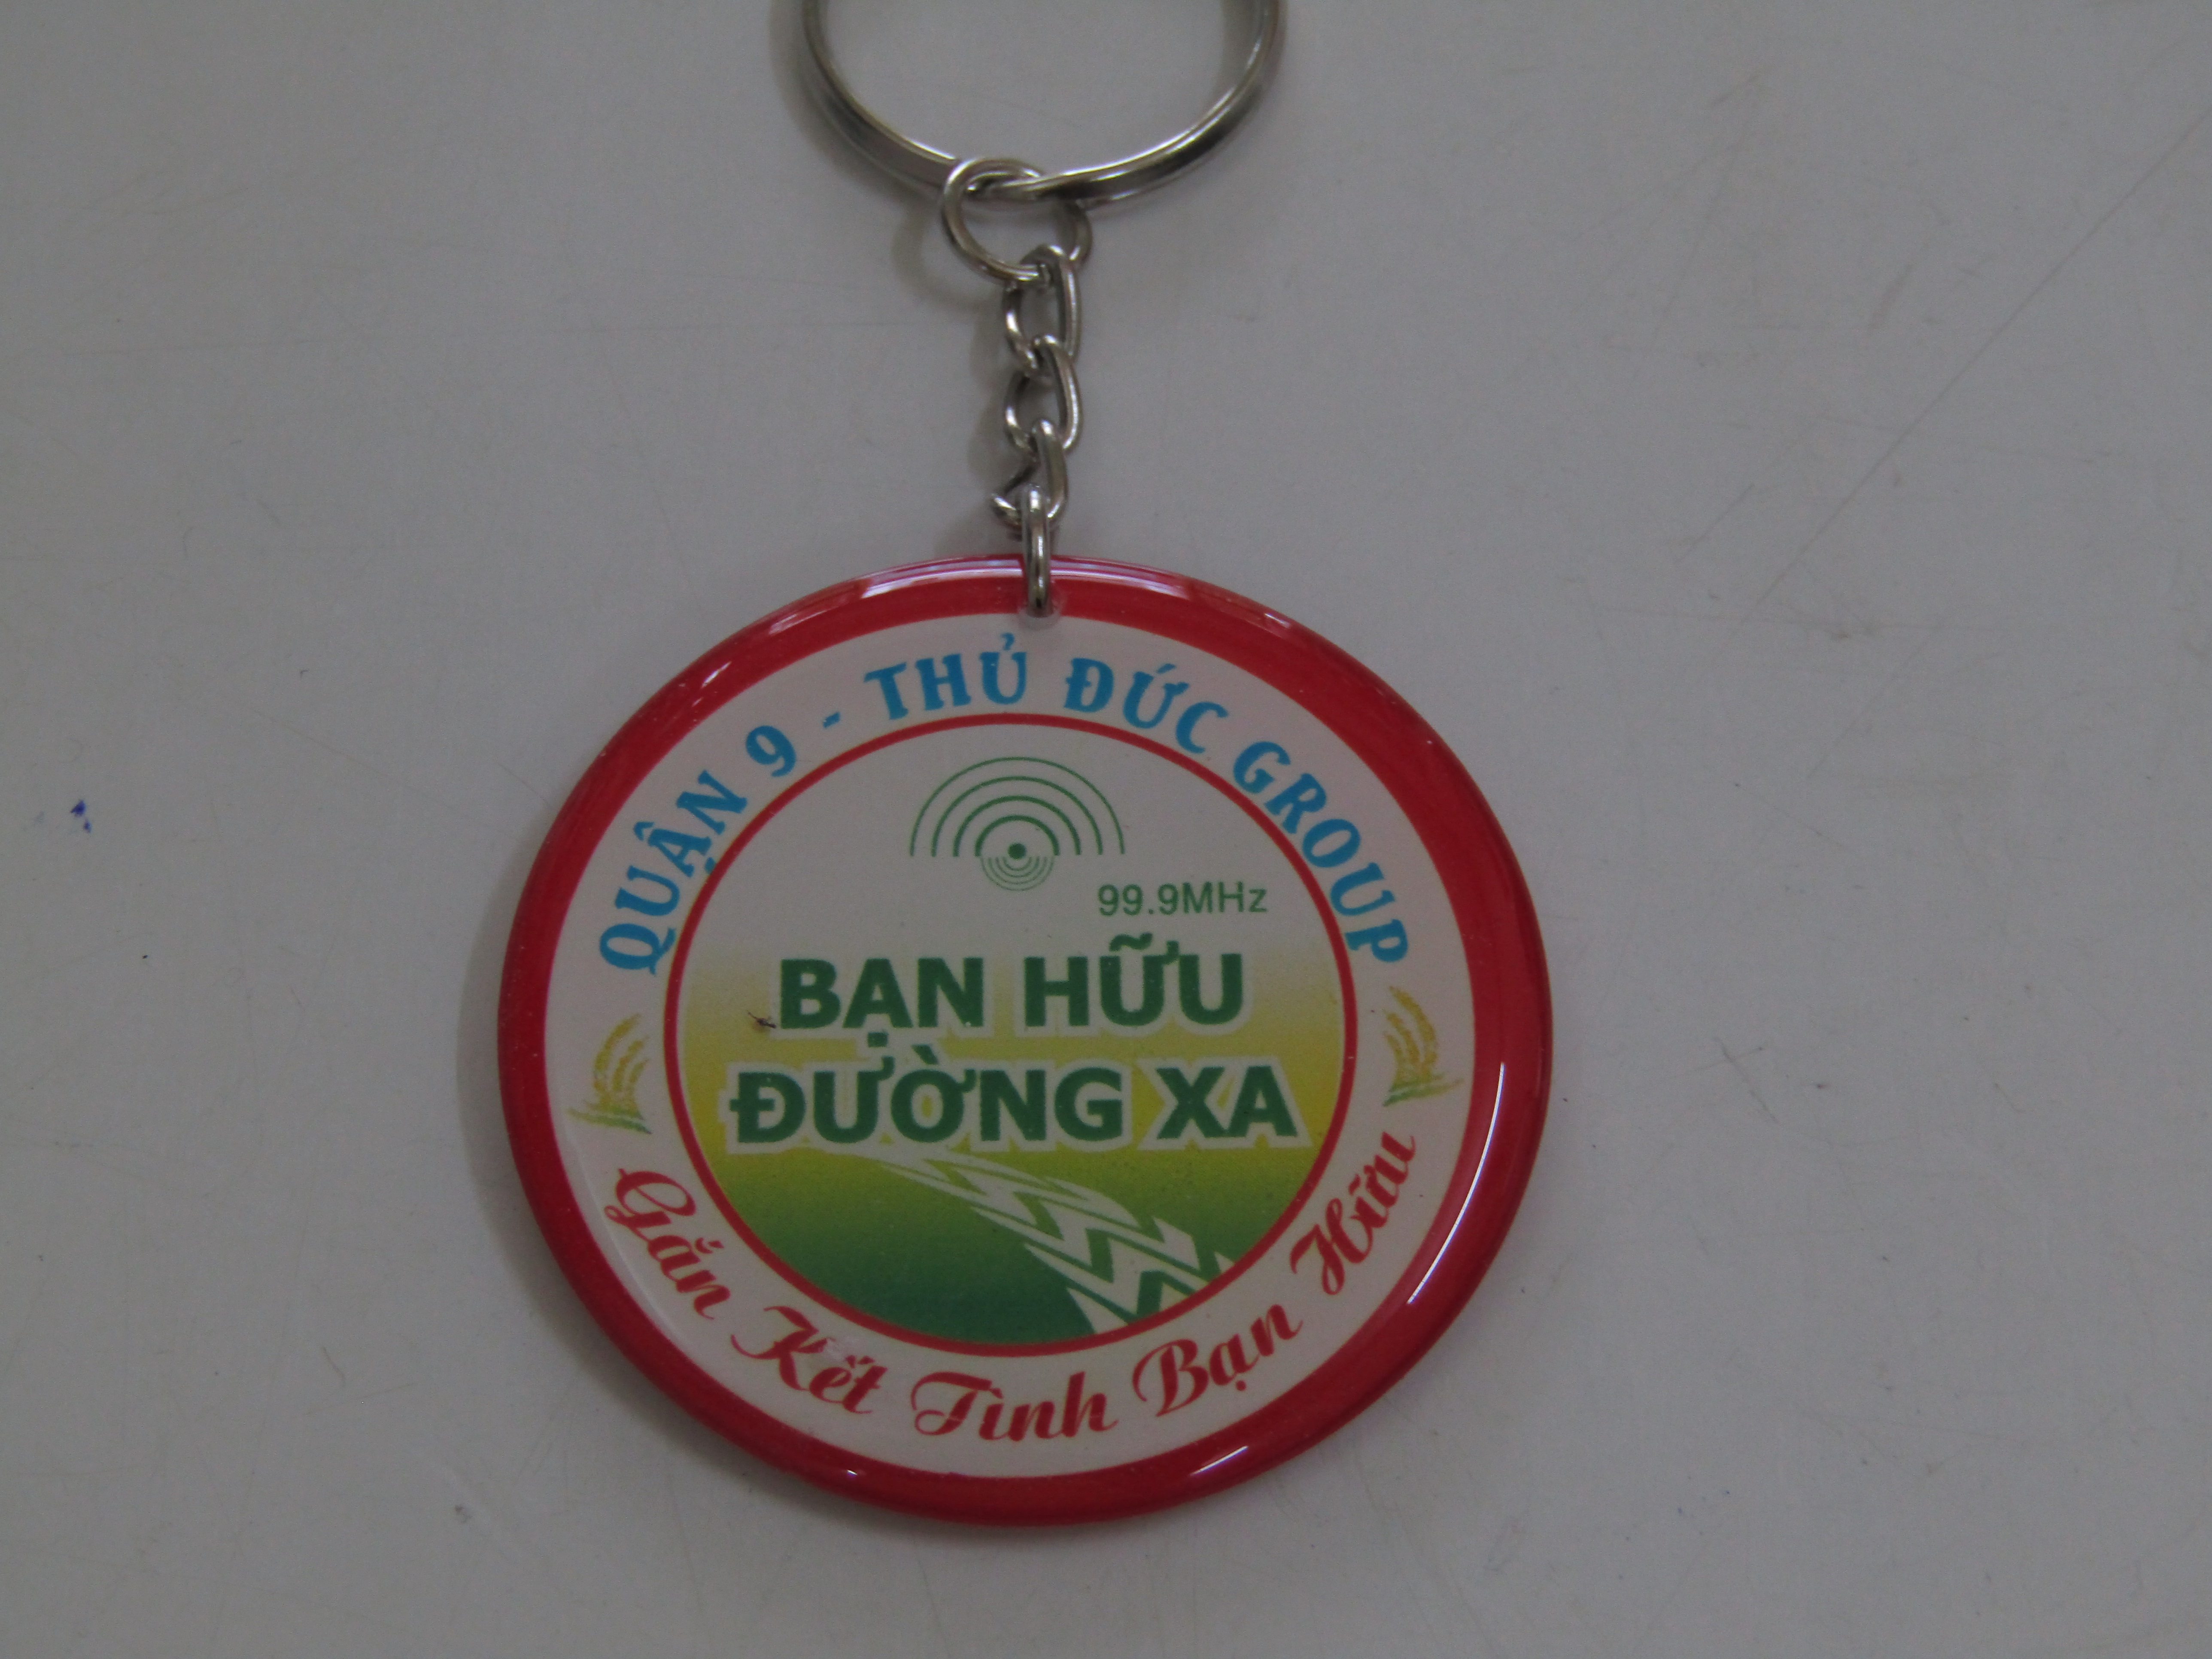 QUẬN 9 - THỦ ĐỨC GROUP
99.9MHz
BẠN HỮU
ĐƯỜNG XA
Gắn Kết Tình Bạn Hữu